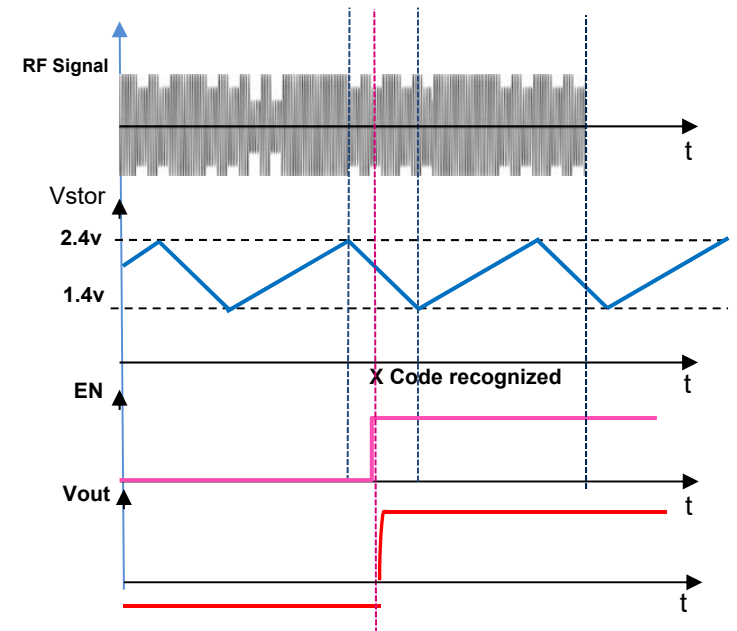 RF Signal
t
Vstor
2.4v
1.4v
X Code recognized
t
EN
t
Vout
t